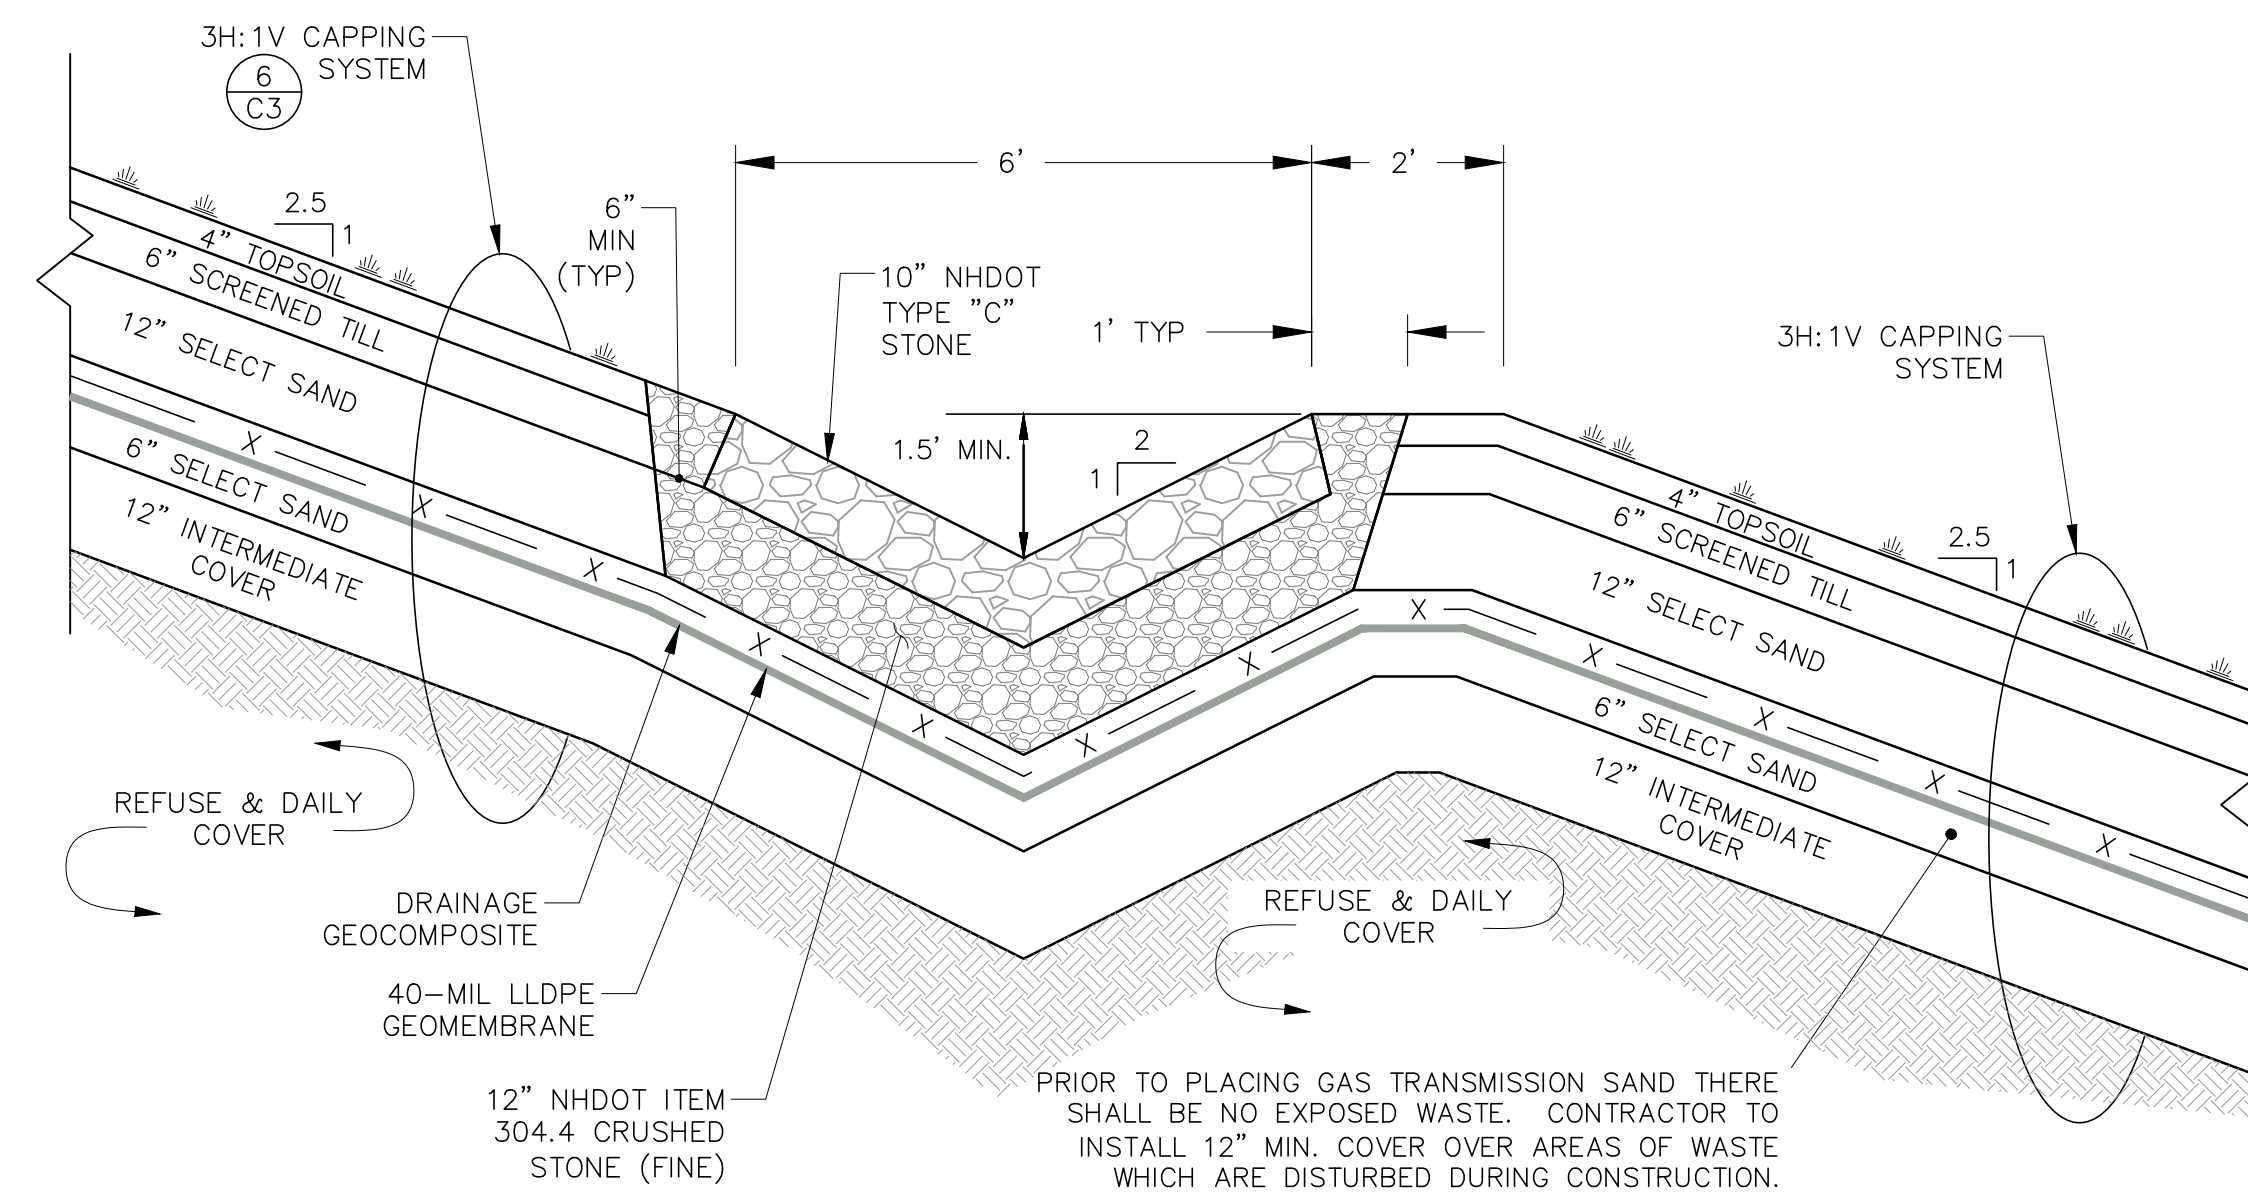 3H:1V CAPPING
SYSTEM
6
C3
6'
2'
2.5
1
6”
MIN
(TYP)
4” TOPSOIL
6” SCREENED TILL
12” SELECT SAND
10” NHDOT
TYPE ”C”
STONE
1' TYP
3H:1V CAPPING
SYSTEM
1.5' MIN.
2
1
X
X
X
X
X
X
X
X
X
X
X
X
6” SELECT SAND
12” INTERMEDIATE
COVER
4” TOPSOIL
6” SCREENED TILL
12” SELECT SAND
2.5
1
6” SELECT SAND
12” INTERMEDIATE
COVER
REFUSE & DAILY
COVER
REFUSE & DAILY
COVER
DRAINAGE
GEOCOMPOSITE
40-MIL LLDPE
GEOMEMBRANE
12” NHDOT ITEM
304.4 CRUSHED
STONE (FINE)
PRIOR TO PLACING GAS TRANSMISSION SAND THERE
SHALL BE NO EXPOSED WASTE. CONTRACTOR TO
INSTALL 12” MIN. COVER OVER AREAS OF WASTE
WHICH ARE DISTURBED DURING CONSTRUCTION.